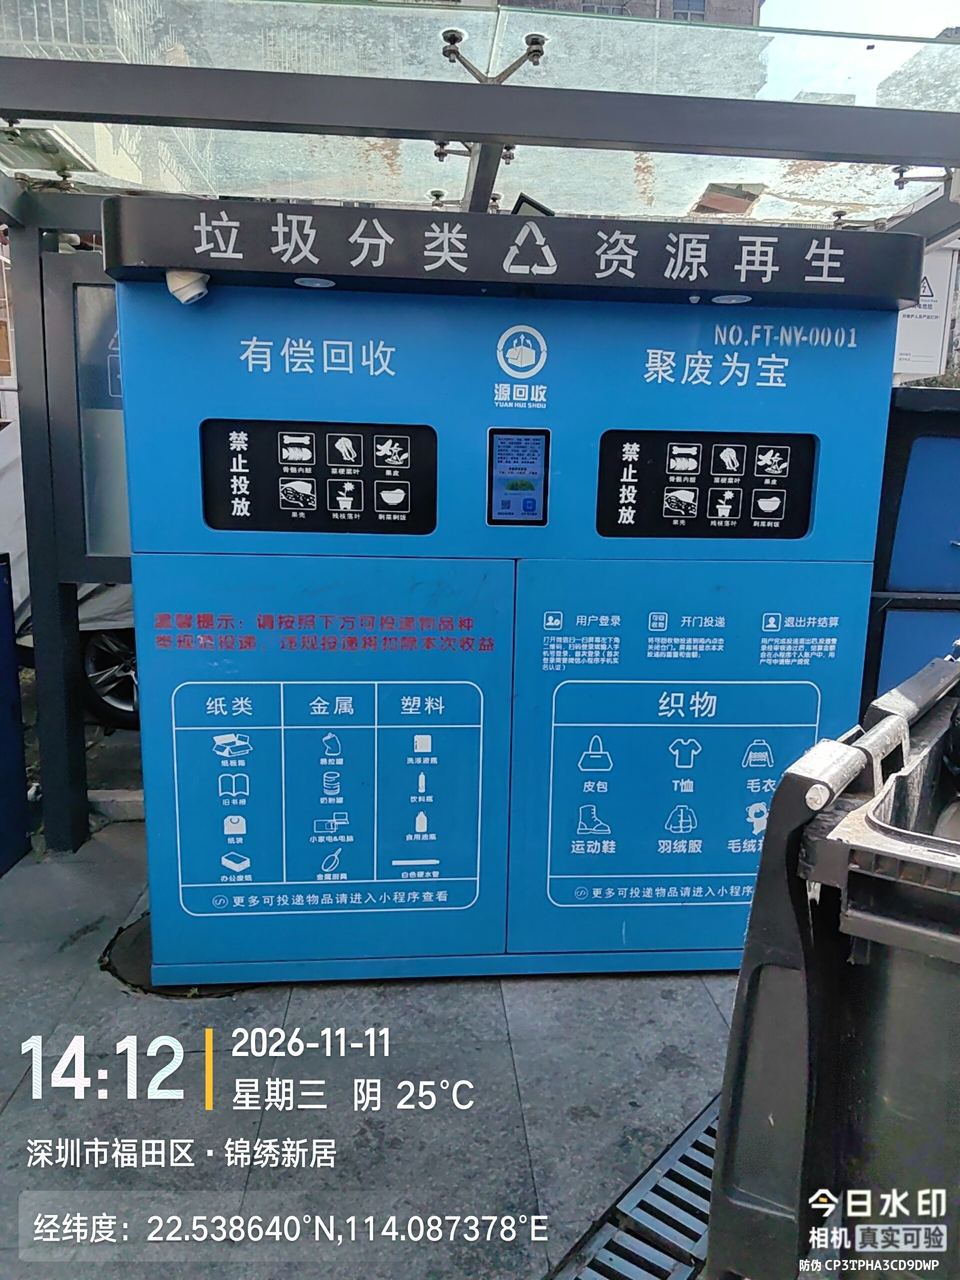 垃圾分类 资源再生
NO.FT-NY-0001
有偿回收
源回收
YUAN HUI SHOU
聚废为宝
禁止投放
骨骼内脏 菜梗菜叶 果皮
果壳 残枝落叶 剩菜剩饭
禁止投放
骨骼内脏 菜梗菜叶 果皮
果壳 残枝落叶 剩菜剩饭
温馨提示：请按照下方可投递物品种
类规范投递，违规投递将扣除本次收益
用户登录 开门投递 退出并结算
纸类 金属 塑料
纸板箱 易拉罐 洗漆液瓶
旧书报 奶粉罐 饮料瓶
纸袋 小家电&电脑 食用油瓶
办公废纸 金属厨具 白色硬水管
更多可投递物品请进入小程序查看
织物
皮包 T恤 毛衣
运动鞋 羽绒服 毛绒
更多可投递物品请进入小程序
14:12
2026-11-11
星期三 阴 25°C
深圳市福田区·锦绣新居
经纬度：22.538640°N,114.087378°E
今日水印
相机 真实可验
防伪 CP3TPHA3CD9DWP